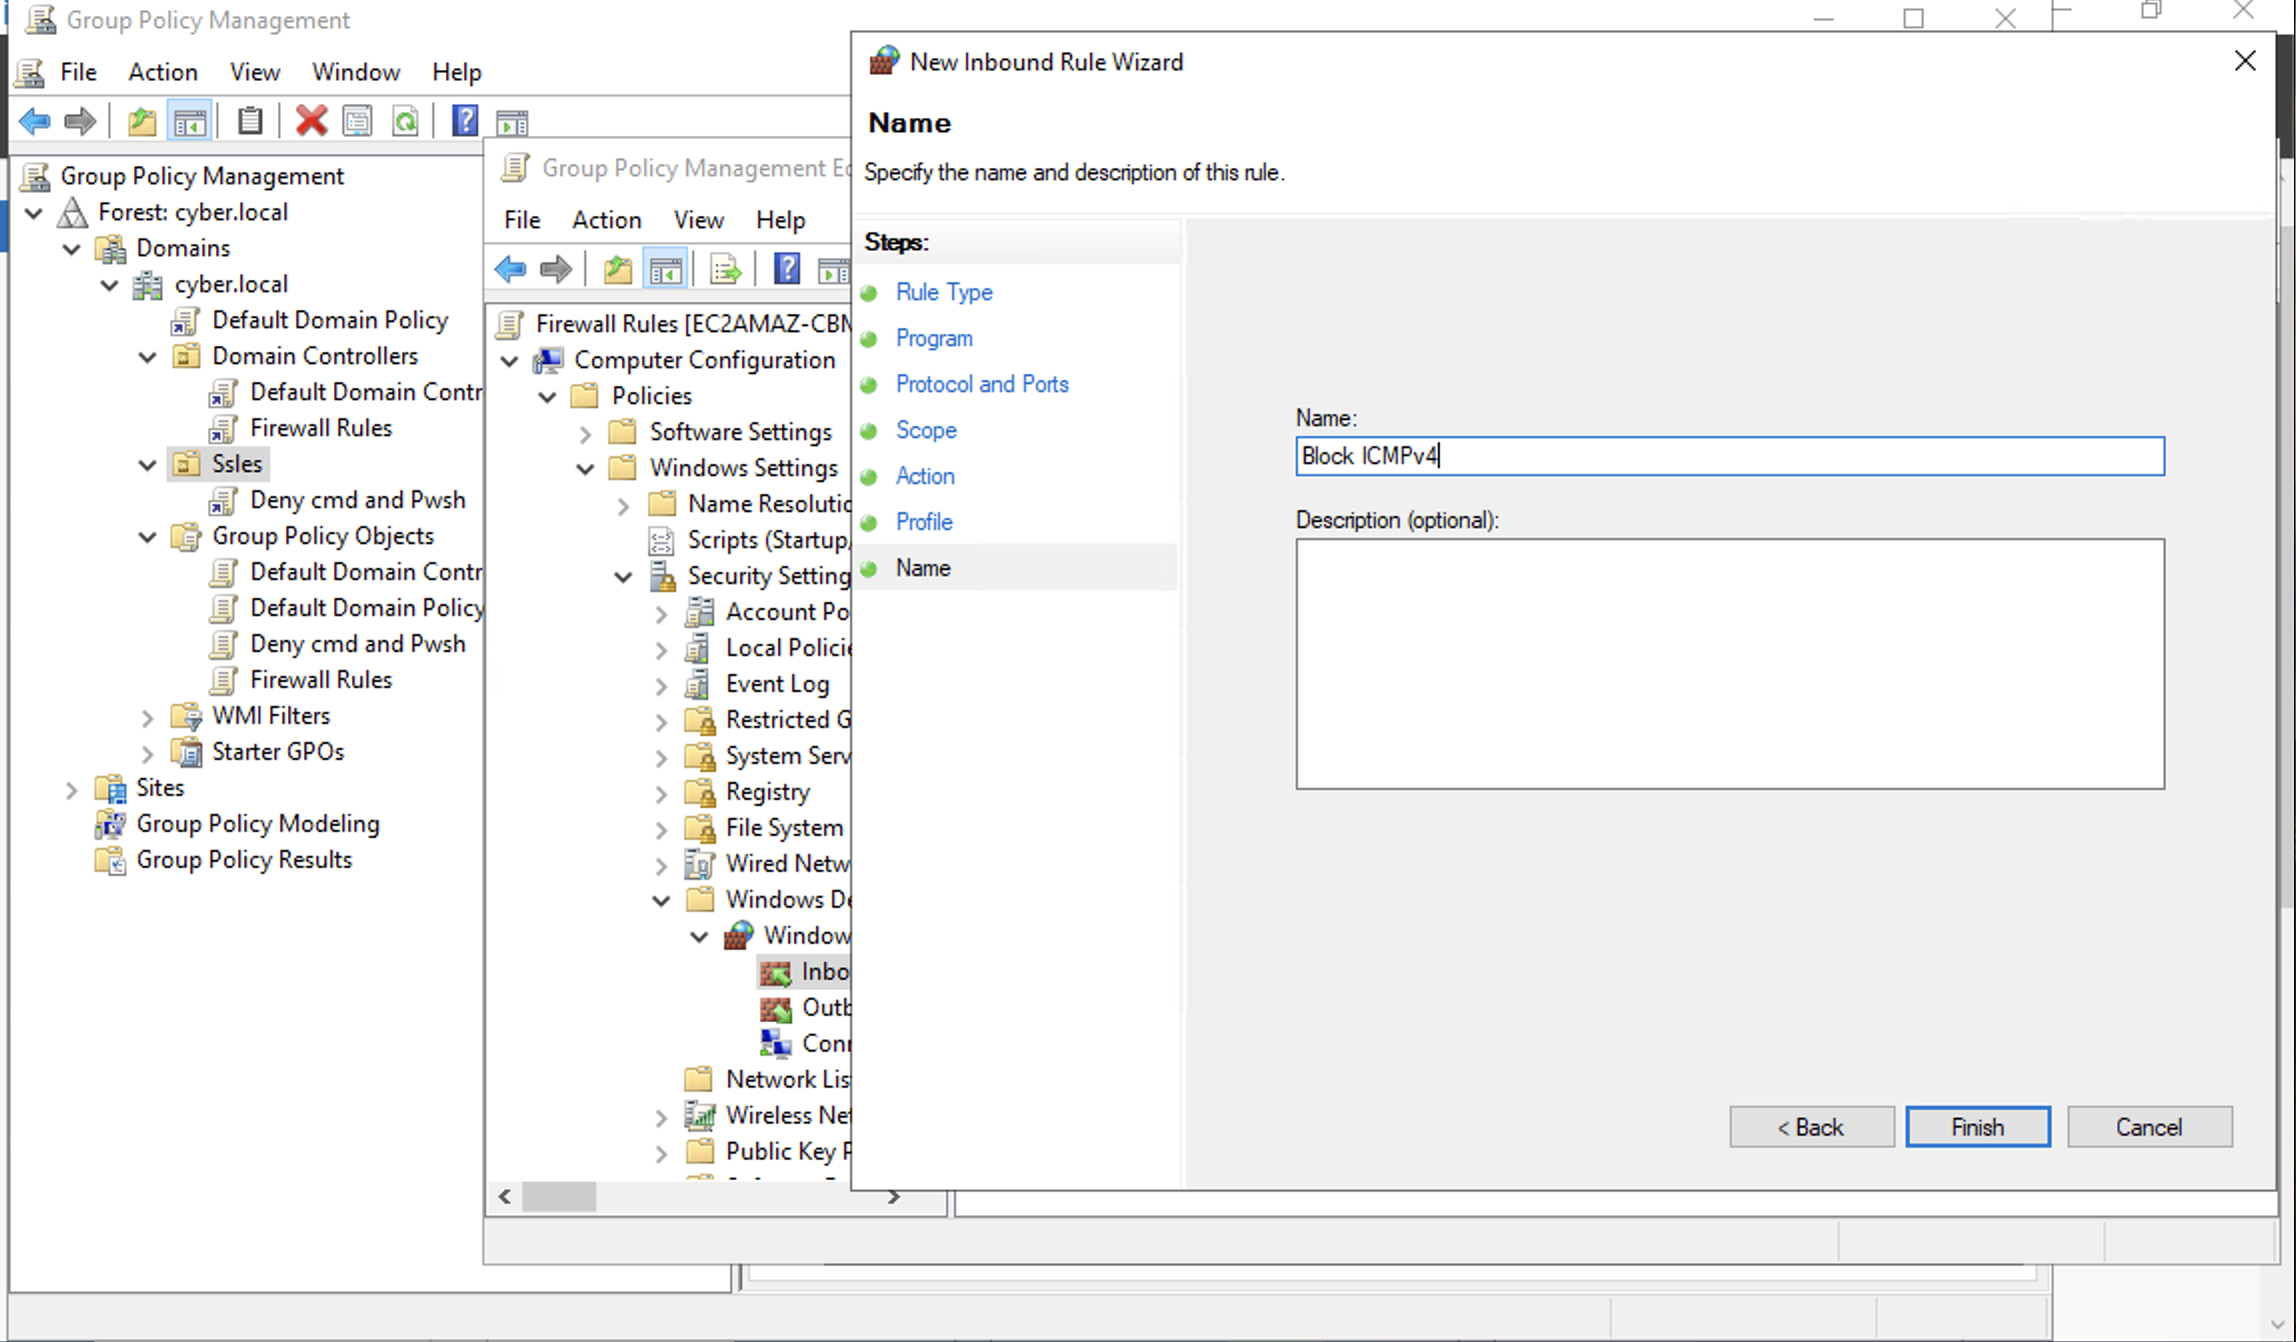 Group Policy Management
File Action View Window Help
Group Policy Management
Forest: cyber.local
Domains
cyber.local
Default Domain Policy
Domain Controllers
Default Domain Contr
Firewall Rules
Ssles
Deny cmd and Pwsh
Group Policy Objects
Default Domain Contr
Default Domain Policy
Deny cmd and Pwsh
Firewall Rules
WMI Filters
Starter GPOs
Sites
Group Policy Modeling
Group Policy Results
Group Policy Management Ed
File Action View Help
Firewall Rules [EC2AMAZ-CBM
Computer Configuration
Policies
Software Settings
Windows Settings
Name Resolutic
Scripts (Startup/
Security Setting
Account Po
Local Policie
Event Log
Restricted G
System Serv
Registry
File System
Wired Netw
Windows De
Window
Inbo
Outb
Conn
Network Lis
Wireless Net
Public Key P
New Inbound Rule Wizard
Name
Specify the name and description of this rule.
Steps:
Rule Type
Program
Protocol and Ports
Scope
Action
Profile
Name
Name:
Block ICMPv4
Description (optional):
< Back
Finish
Cancel